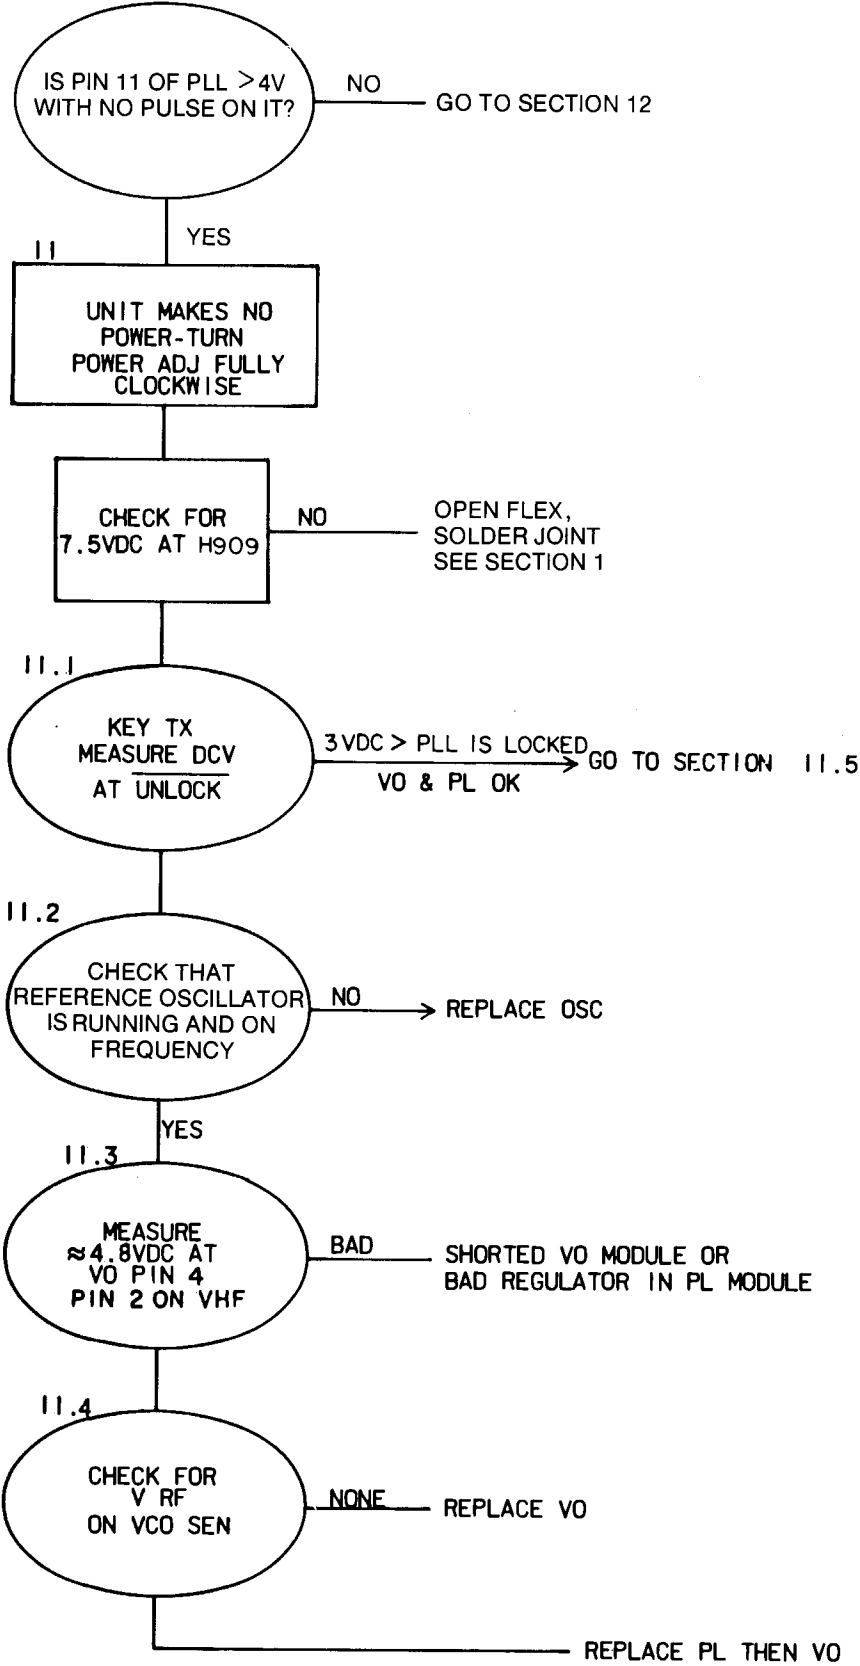 IS PIN 11 OF PLL >4V
WITH NO PULSE ON IT?
NO
GO TO SECTION 12
YES
11
UNIT MAKES NO
POWER-TURN
POWER ADJ FULLY
CLOCKWISE
CHECK FOR
7.5VDC AT H909
NO
OPEN FLEX,
SOLDER JOINT
SEE SECTION 1
11.1
KEY TX
MEASURE DCV
AT UNLOCK
3VDC > PLL IS LOCKED
VO & PL OK
GO TO SECTION 11.5
11.2
CHECK THAT
REFERENCE OSCILLATOR
IS RUNNING AND ON
FREQUENCY
NO
REPLACE OSC
YES
11.3
MEASURE
≈4.8VDC AT
VO PIN 4
PIN 2 ON VHF
BAD
SHORTED VO MODULE OR
BAD REGULATOR IN PL MODULE
11.4
CHECK FOR
V RF
ON VCO SEN
NONE
REPLACE VO
REPLACE PL THEN VO